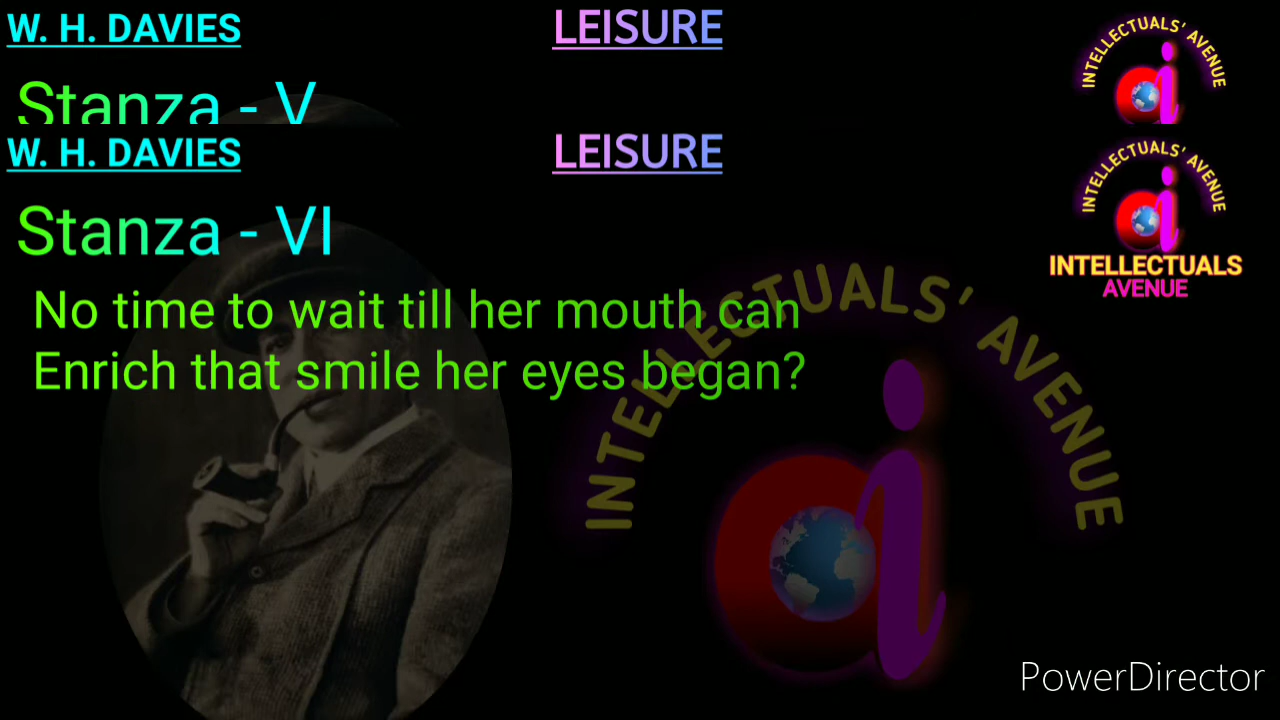 W. H. DAVIES
LEISURE
INTELLECTUALS' AVENUE
Stanza - V
W. H. DAVIES
LEISURE
INTELLECTUALS' AVENUE
Stanza - VI
INTELLECTUALS
AVENUE
No time to wait till her mouth can
Enrich that smile her eyes began?
INTELLECTUALS' AVENUE
PowerDirector